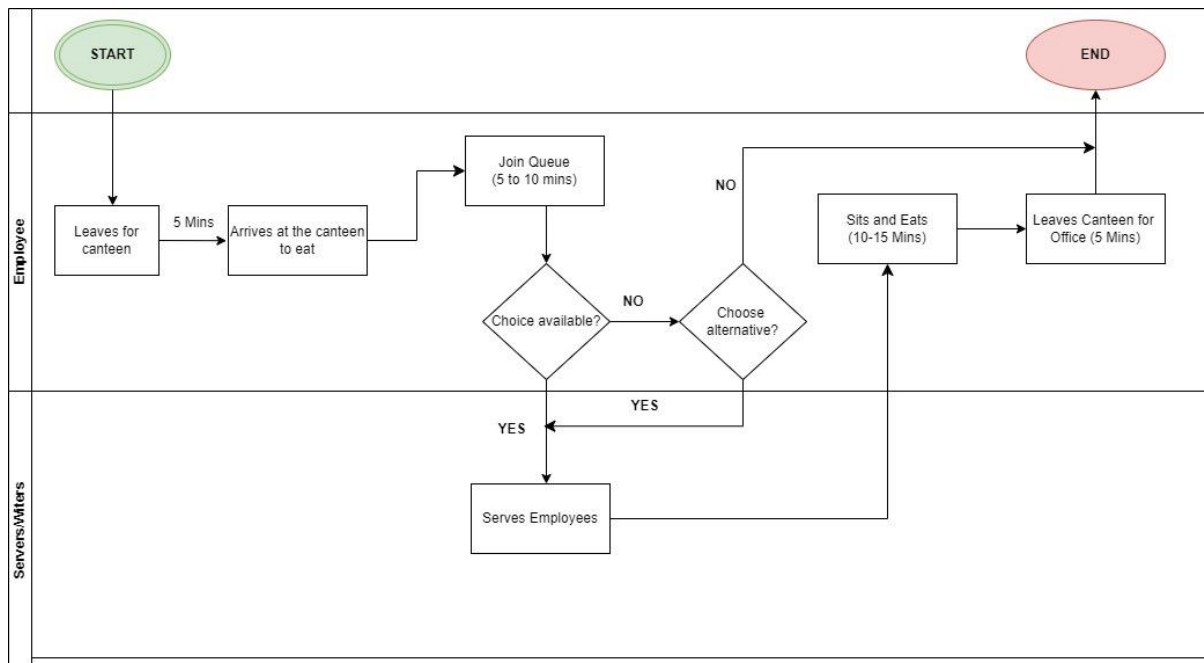 START
END
Employee
Leaves for
canteen
5 Mins
Arrives at the canteen
to eat
Join Queue
(5 to 10 mins)
Choice available?
NO
Choose
alternative?
NO
Sits and Eats
(10-15 Mins)
Leaves Canteen for
Office (5 Mins)
YES
YES
Servers/Witers
Serves Employees